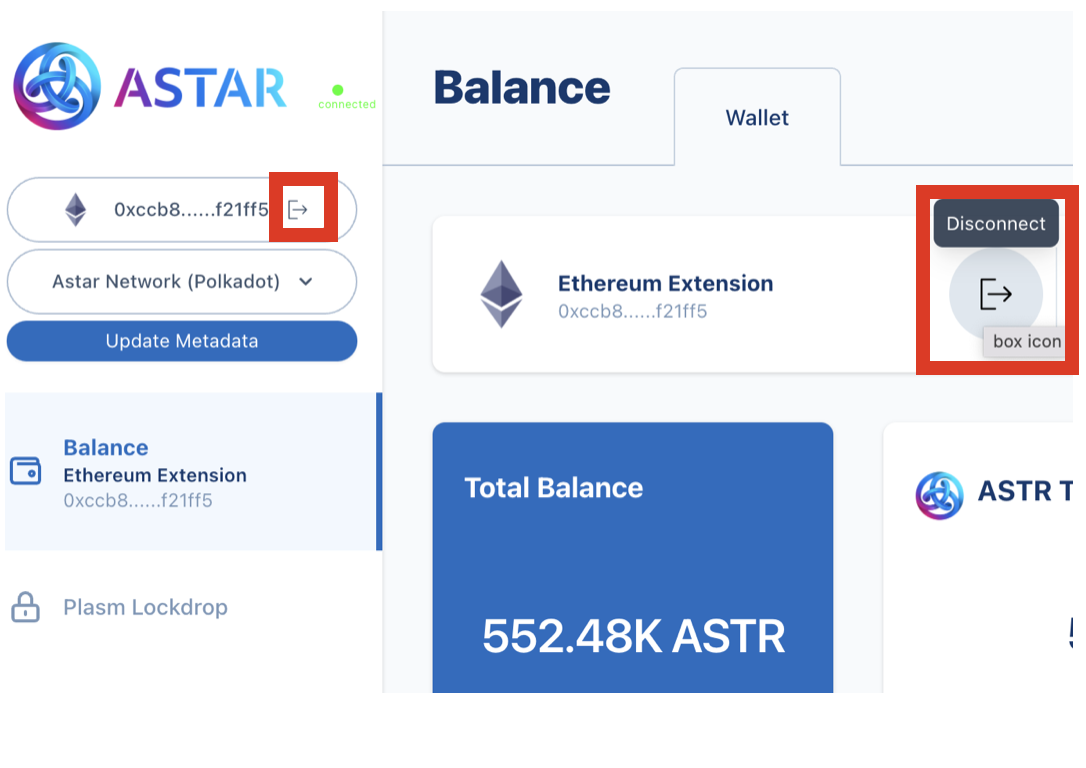 ASTAR
connected
0xccb8......f21ff5
Astar Network (Polkadot)
Update Metadata
Balance
Ethereum Extension
0xccb8......f21ff5
Plasm Lockdrop
Balance
Wallet
Ethereum Extension
0xccb8......f21ff5
Disconnect
box icon
Total Balance
552.48K ASTR
ASTR T